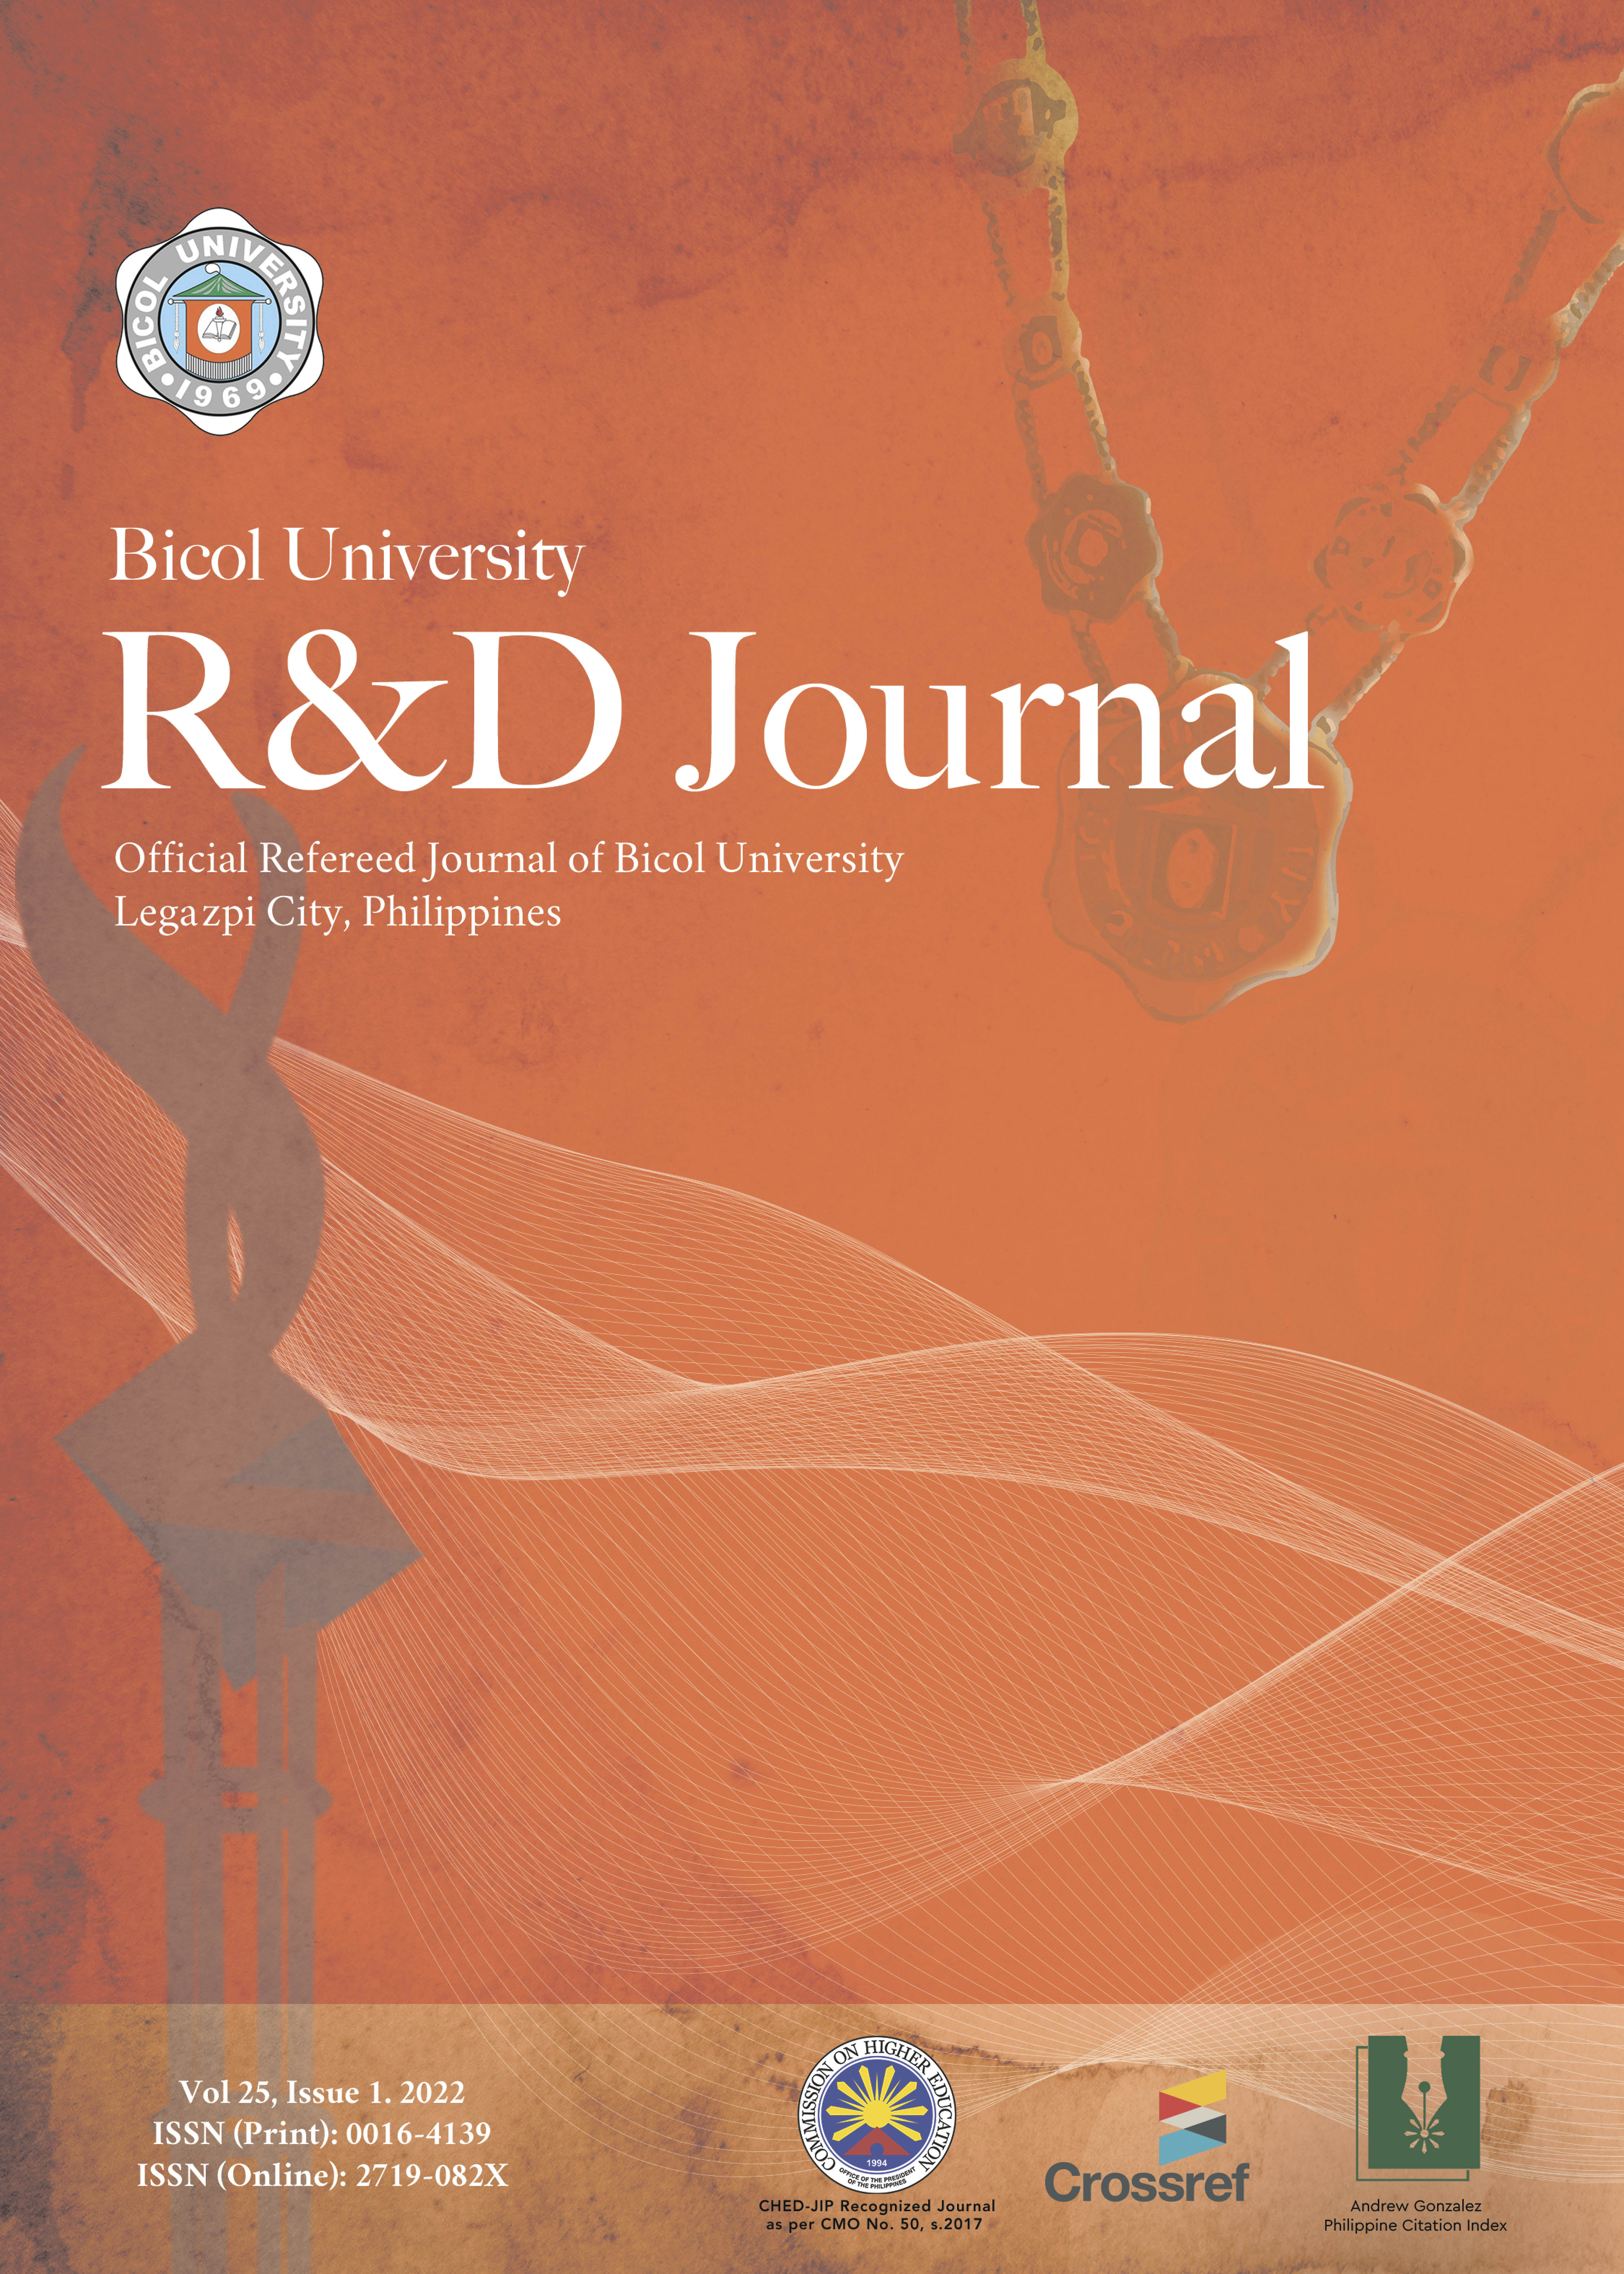 BICOL UNIVERSITY
1969
Bicol University
R&D Journal
Official Refereed Journal of Bicol University
Legazpi City, Philippines
Vol 25, Issue 1. 2022
ISSN (Print): 0016-4139
ISSN (Online): 2719-082X
COMMISSION ON HIGHER EDUCATION
1994
OFFICE OF THE PRESIDENT
OF THE PHILIPPINES
CHED-JIP Recognized Journal
as per CMO No. 50, s.2017
Crossref
Andrew Gonzalez
Philippine Citation Index